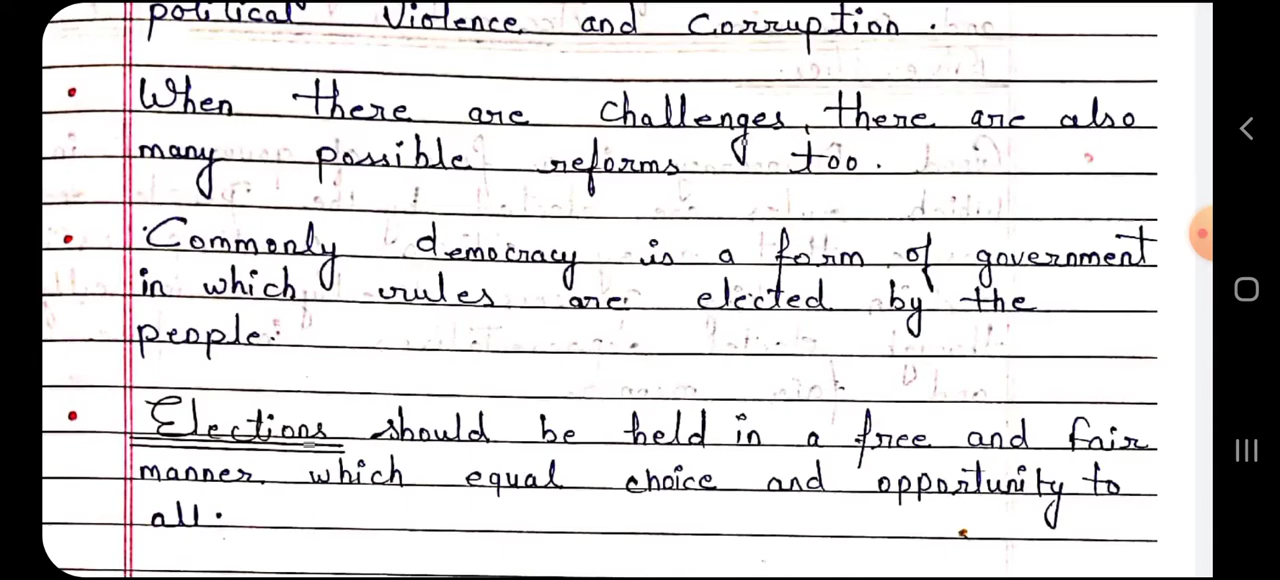 political Violence and Corruption.
When there are challenges, there are also
many possible reforms too.
Commonly democracy is a form of government
in which rules are elected by the
people.
Elections should be held in a free and fair
manner which equal choice and opportunity to
all.